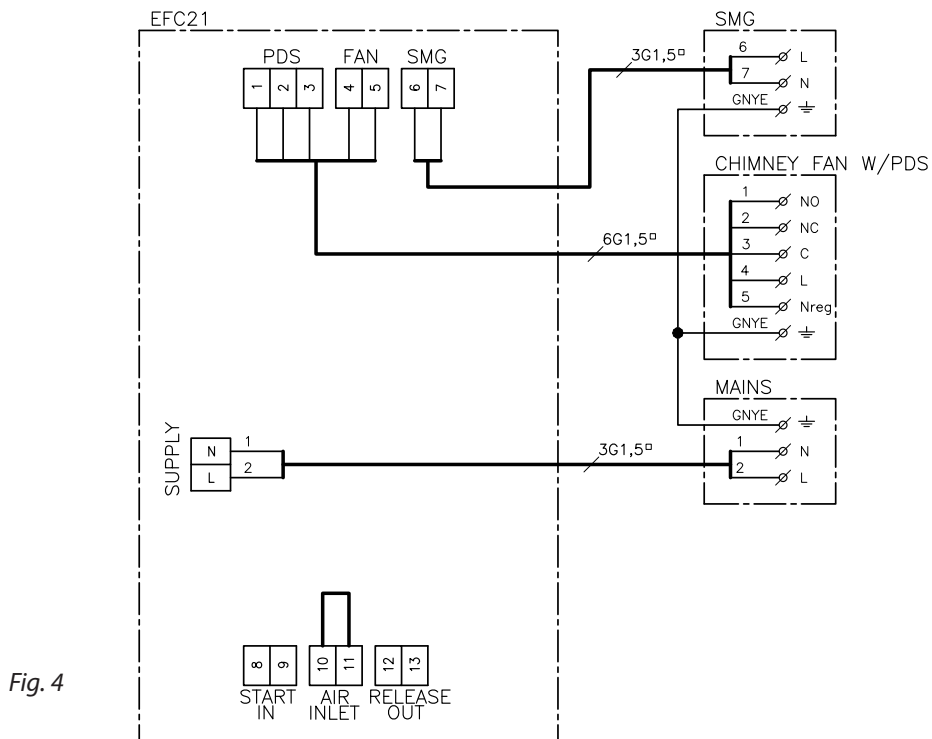 EFC21
PDS FAN SMG
1 2 3 4 5 6 7
3G1,5□
SMG
6 L
7 N
GNYE
CHIMNEY FAN W/PDS
1 NO
2 NC
6G1,5□
3 C
4 L
5 Nreg
GNYE
MAINS
GNYE
SUPPLY
N 1
L 2
3G1,5□
1 N
2 L
8 9 10 11 12 13
START IN
AIR INLET
RELEASE OUT
Fig. 4